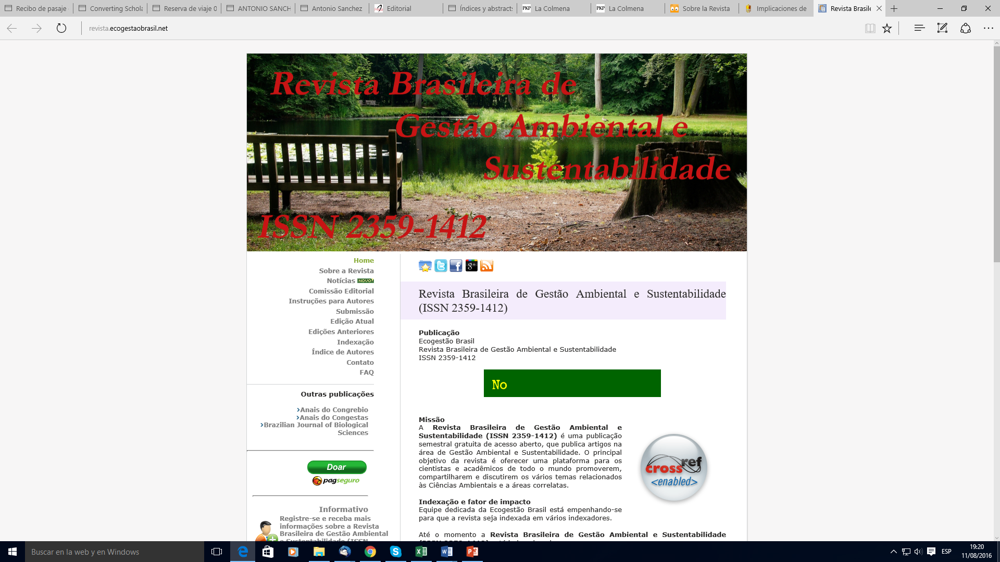 Recibo de pasaje
Converting Schola
Reserva de viaje 0
ANTONIO SANCH
Antonio Sanchez
Editorial
Índices y abstracts
PKP La Colmena
PKP La Colmena
Sobre la Revista
Implicaciones de
Revista Brasile
revista.ecogestaobrasil.net
Revista Brasileira de
Gestão Ambiental e
Sustentabilidade
ISSN 2359-1412
Home
Sobre a Revista
Notícias NOVO!
Comissão Editorial
Instruções para Autores
Submissão
Edição Atual
Edições Anteriores
Indexação
Índice de Autores
Contato
FAQ
Outras publicações
›Anais do Congrebio
›Anais do Congestas
›Brazilian Journal of Biological
Sciences
Doar
pagseguro
Informativo
Registre-se e receba mais
informações sobre a Revista
Brasileira de Gestão Ambiental
e Sustentabilidade (ISSN
Revista Brasileira de Gestão Ambiental e Sustentabilidade
(ISSN 2359-1412)
Publicação
Ecogestão Brasil
Revista Brasileira de Gestão Ambiental e Sustentabilidade
ISSN 2359-1412
No
Missão
A Revista Brasileira de Gestão Ambiental e
Sustentabilidade (ISSN 2359-1412) é uma publicação
semestral gratuita de acesso aberto, que publica artigos na
área de Gestão Ambiental e Sustentabilidade. O principal
objetivo da revista é oferecer uma plataforma para os
cientistas e acadêmicos de todo o mundo promoverem,
compartilharem e discutirem os vários temas relacionados
às Ciências Ambientais e a áreas correlatas.
crossref
<enabled>
Indexação e fator de impacto
Equipe dedicada da Ecogestão Brasil está empenhando-se
para que a revista seja indexada em vários indexadores.
Até o momento a Revista Brasileira de Gestão Ambiental e Sustentabilidade
Buscar en la web y en Windows
ESP
19:20
11/08/2016